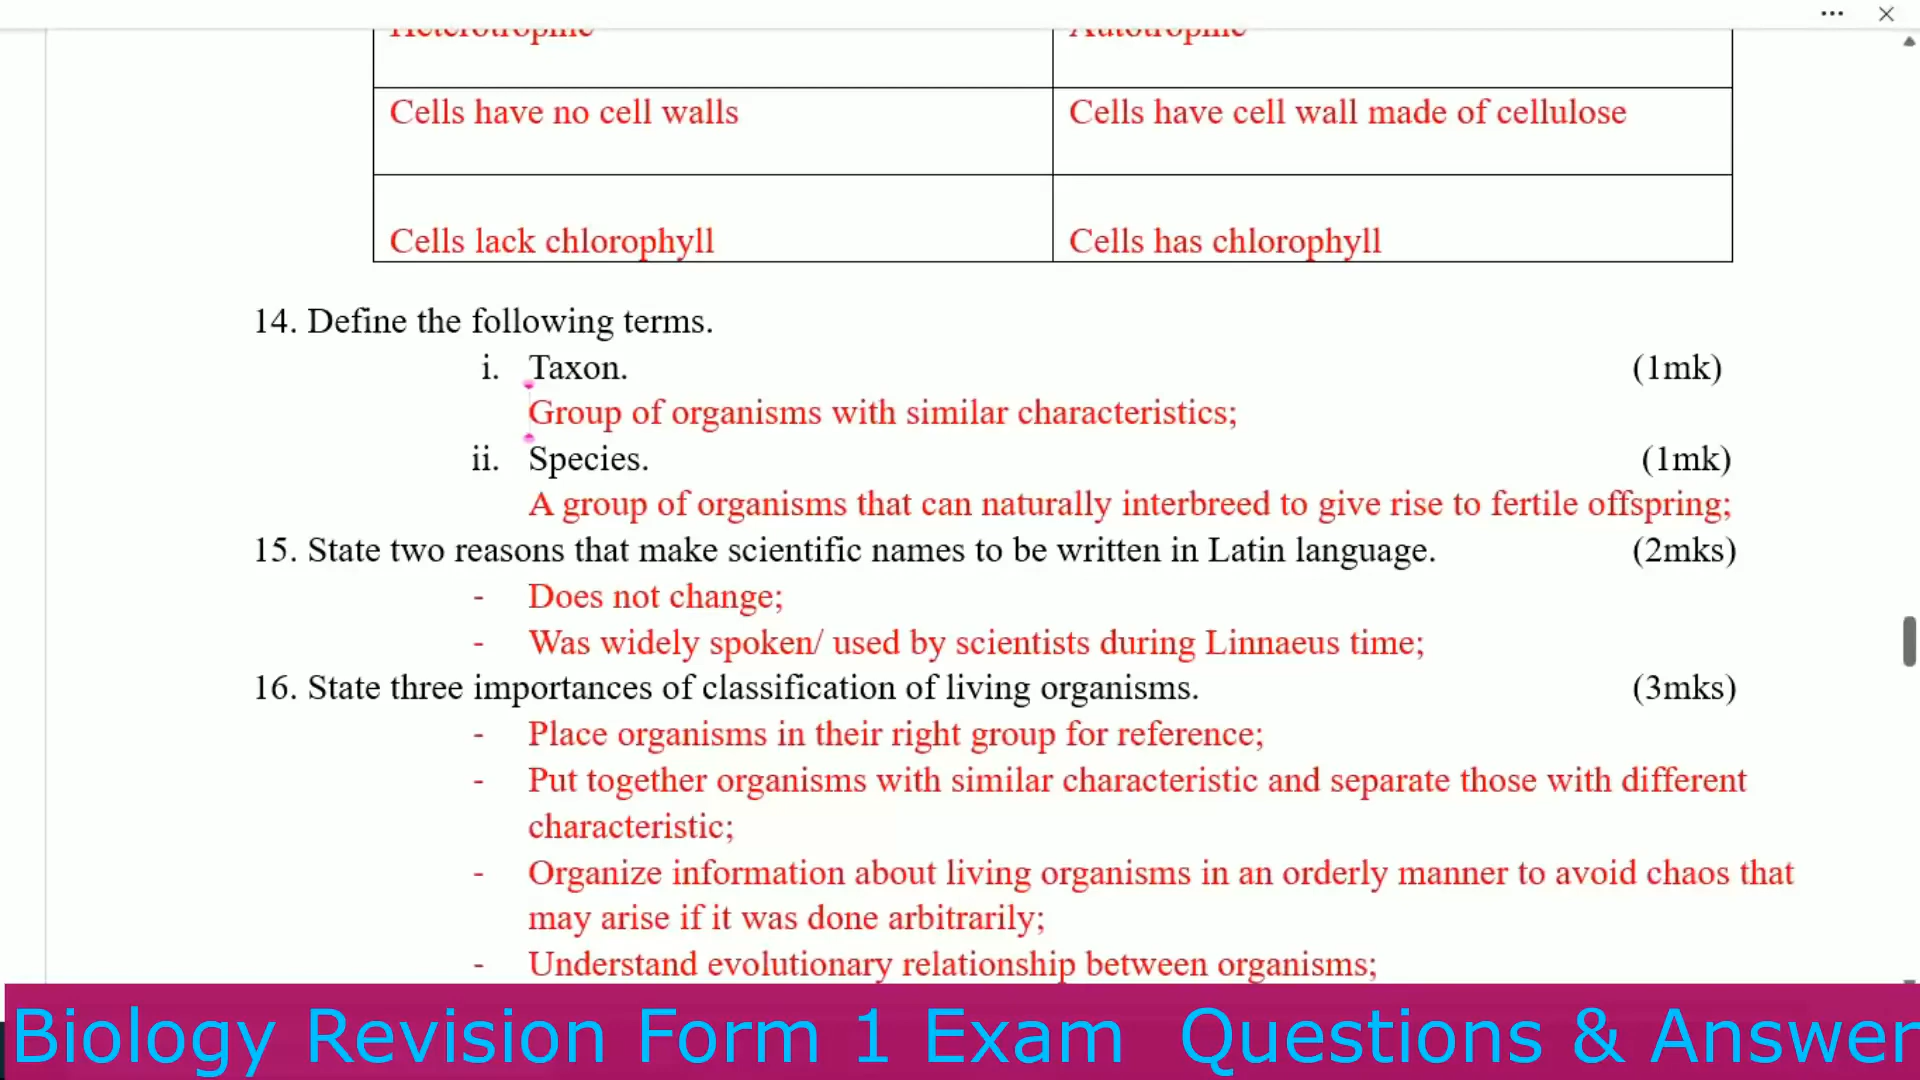 Heterotrophic Autotrophic
Cells have no cell walls Cells have cell wall made of cellulose
Cells lack chlorophyll Cells has chlorophyll
14. Define the following terms.
i. Taxon. (1mk)
Group of organisms with similar characteristics;
ii. Species. (1mk)
A group of organisms that can naturally interbreed to give rise to fertile offspring;
15. State two reasons that make scientific names to be written in Latin language. (2mks)
- Does not change;
- Was widely spoken/ used by scientists during Linnaeus time;
16. State three importances of classification of living organisms. (3mks)
- Place organisms in their right group for reference;
- Put together organisms with similar characteristic and separate those with different
characteristic;
- Organize information about living organisms in an orderly manner to avoid chaos that
may arise if it was done arbitrarily;
- Understand evolutionary relationship between organisms;
Biology Revision Form 1 Exam Questions & Answer